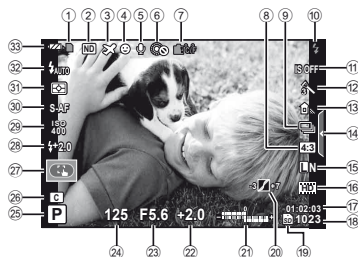 ① ② ③ ④ ⑤ ⑥ ⑦ ⑧ ⑨ ⑩
㉝ ND
㉜ AUTO IS OFF ⑪
㉛ ⑫
㉚ S-AF ⑬
㉙ ISO 400 ⑭
㉘ +2.0 4:3
㉗ L N ⑮
HD ⑯
-3 +7
㉖ C 01:02:03 ⑰
㉕ P 125 F5.6 +2.0 SD 1023 ⑱
㉔ ㉓ ㉒ ㉑ ⑳ ⑲